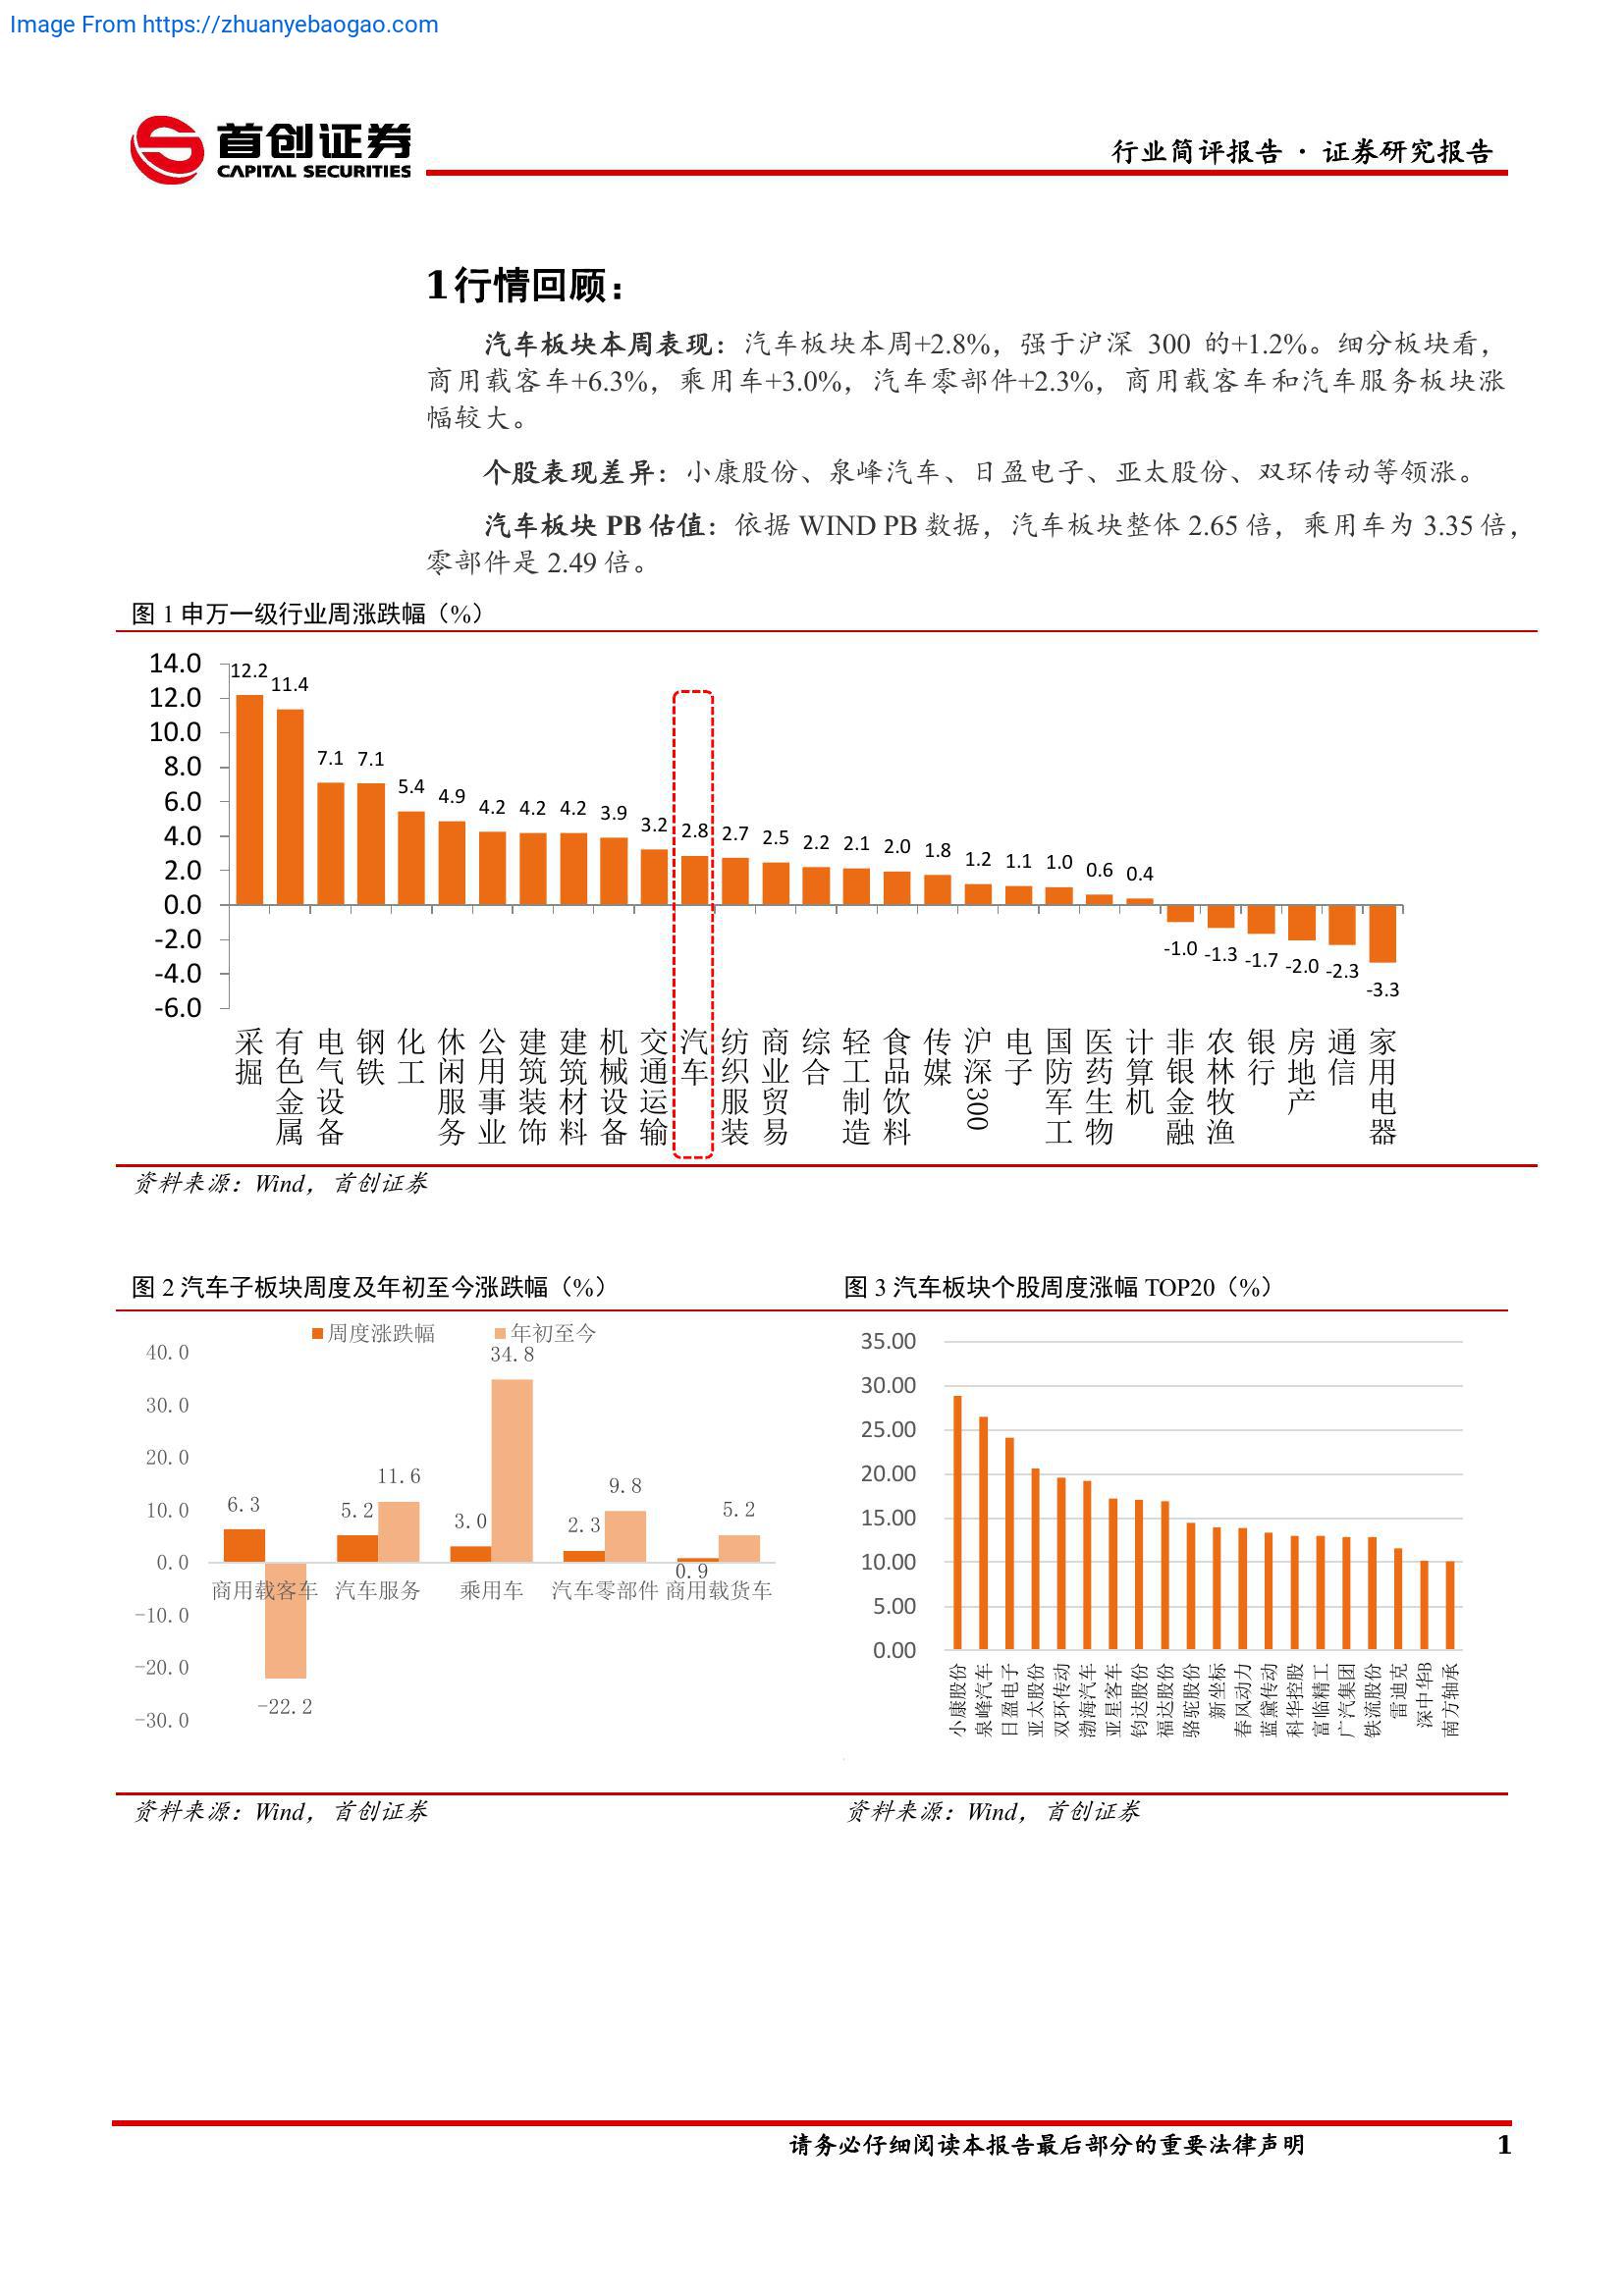 Image From https://zhuanyebaogao.com
首创证券
CAPITAL SECURITIES
行业简评报告 · 证券研究报告
1行情回顾：
汽车板块本周表现：汽车板块本周+2.8%，强于沪深 300 的+1.2%。细分板块看，
商用载客车+6.3%，乘用车+3.0%，汽车零部件+2.3%，商用载客车和汽车服务板块涨
幅较大。
个股表现差异：小康股份、泉峰汽车、日盈电子、亚太股份、双环传动等领涨。
汽车板块 PB 估值：依据 WIND PB 数据，汽车板块整体 2.65 倍，乘用车为 3.35 倍，
零部件是 2.49 倍。
图 1 申万一级行业周涨跌幅（%）
14.0
12.0
10.0
8.0
6.0
4.0
2.0
0.0
-2.0
-4.0
-6.0
12.2 11.4 7.1 7.1 5.4 4.9 4.2 4.2 4.2 3.9 3.2 2.8 2.7 2.5 2.2 2.1 2.0 1.8 1.2 1.1 1.0 0.6 0.4 -1.0 -1.3 -1.7 -2.0 -2.3 -3.3
采掘 有色金属 电气设备 钢铁 化工 休闲服务 公用事业 建筑装饰 建筑材料 机械设备 交通运输 汽车 纺织服装 商业贸易 综合 轻工制造 食品饮料 传媒 沪深300 电子 国防军工 医药生物 计算机 非银金融 农林牧渔 银行 房地产 通信 家用电器
资料来源：Wind，首创证券
图 2 汽车子板块周度及年初至今涨跌幅（%）
周度涨跌幅 年初至今
40.0
30.0
20.0
10.0
0.0
-10.0
-20.0
-30.0
6.3 -22.2 5.2 11.6 3.0 34.8 2.3 9.8 0.9 5.2
商用载客车 汽车服务 乘用车 汽车零部件 商用载货车
资料来源：Wind，首创证券
图 3 汽车板块个股周度涨幅 TOP20（%）
35.00
30.00
25.00
20.00
15.00
10.00
5.00
0.00
小康股份 泉峰汽车 日盈电子 亚太股份 双环传动 渤海汽车 亚星客车 钧达股份 福达股份 骆驼股份 新坐标 春风动力 蓝黛传动 科华控股 富临精工 广汽集团 铁流股份 雷迪克 深中华B 南方轴承
资料来源：Wind，首创证券
请务必仔细阅读本报告最后部分的重要法律声明
1